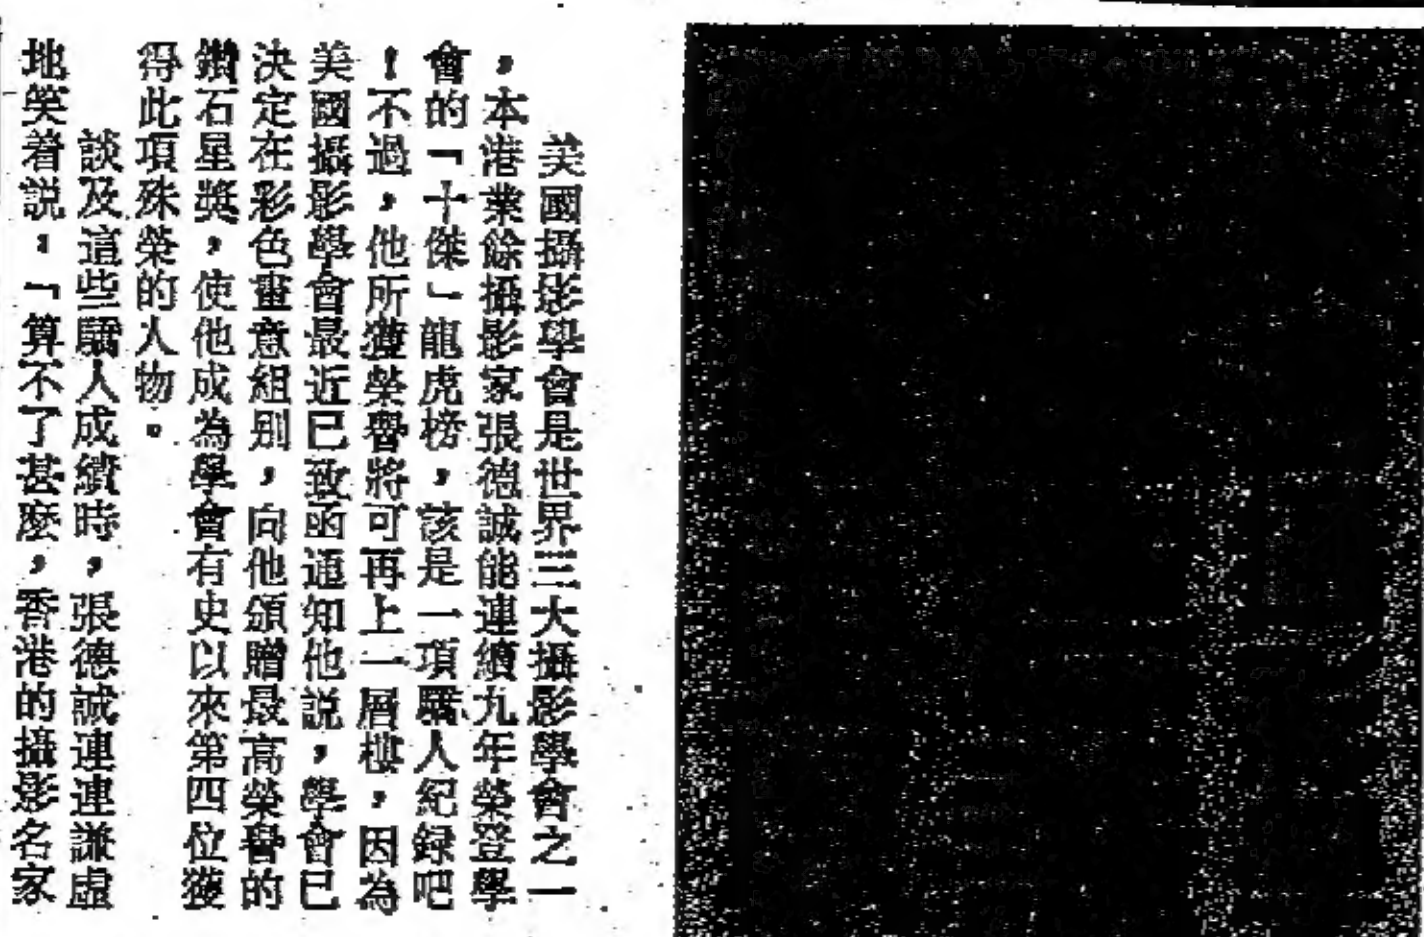 美國攝影學會是世界三大攝影學會之一
，本港業餘攝影家張德誠能連續九年榮登學
會的「十傑」龍虎榜，該是一項驕人紀録吧
！不過，他所獲榮譽將可再上一層樓，因為
美國攝影學會最近已致函通知他説，學會已
決定在彩色畫意組别，向他頒贈最高榮譽的
鑽石星獎，使他成為學會有史以來第四位獲
得此項殊榮的人物。
談及這些驕人成績時，張德誠連連謙虛
地笑着説：「算不了甚麽，香港的攝影名家